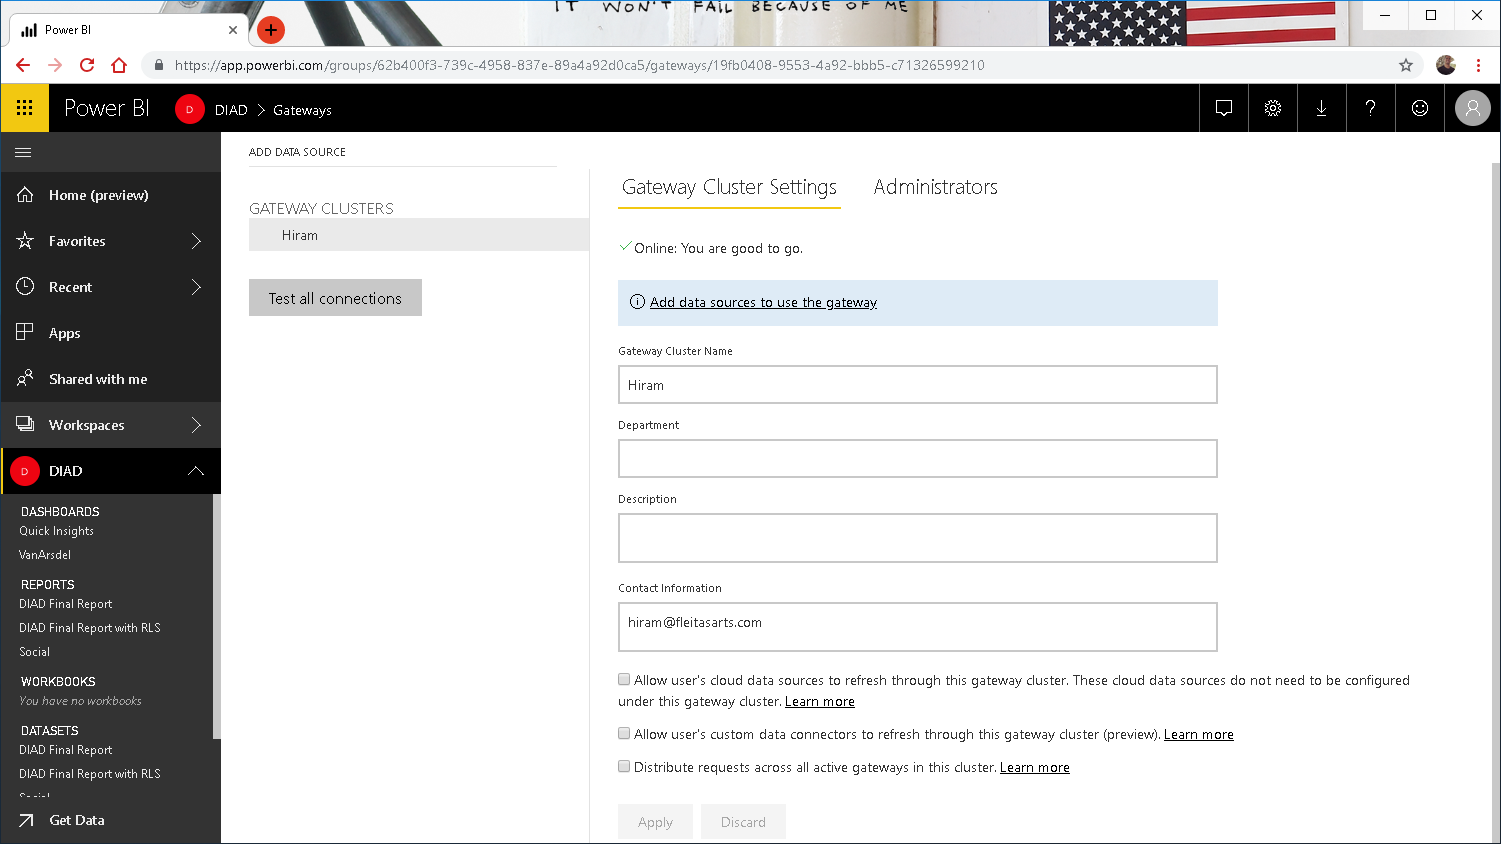 IT WON'T FAIL BECAUSE OF ME
Power BI
https://app.powerbi.com/groups/62b400f3-739c-4958-837e-89a4a92d0ca5/gateways/19fb0408-9553-4a92-bbb5-c71326599210
Power BI
D
DIAD
Gateways
?
Home (preview)
Favorites
Recent
Apps
Shared with me
Workspaces
D
DIAD
DASHBOARDS
Quick Insights
VanArsdel
REPORTS
DIAD Final Report
DIAD Final Report with RLS
Social
WORKBOOKS
You have no workbooks
DATASETS
DIAD Final Report
DIAD Final Report with RLS
Social
Get Data
ADD DATA SOURCE
GATEWAY CLUSTERS
Hiram
Test all connections
Gateway Cluster Settings
Administrators
Online: You are good to go.
Add data sources to use the gateway
Gateway Cluster Name
Hiram
Department
Description
Contact Information
hiram@fleitasarts.com
Allow user's cloud data sources to refresh through this gateway cluster. These cloud data sources do not need to be configured
under this gateway cluster. Learn more
Allow user's custom data connectors to refresh through this gateway cluster (preview). Learn more
Distribute requests across all active gateways in this cluster. Learn more
Apply
Discard